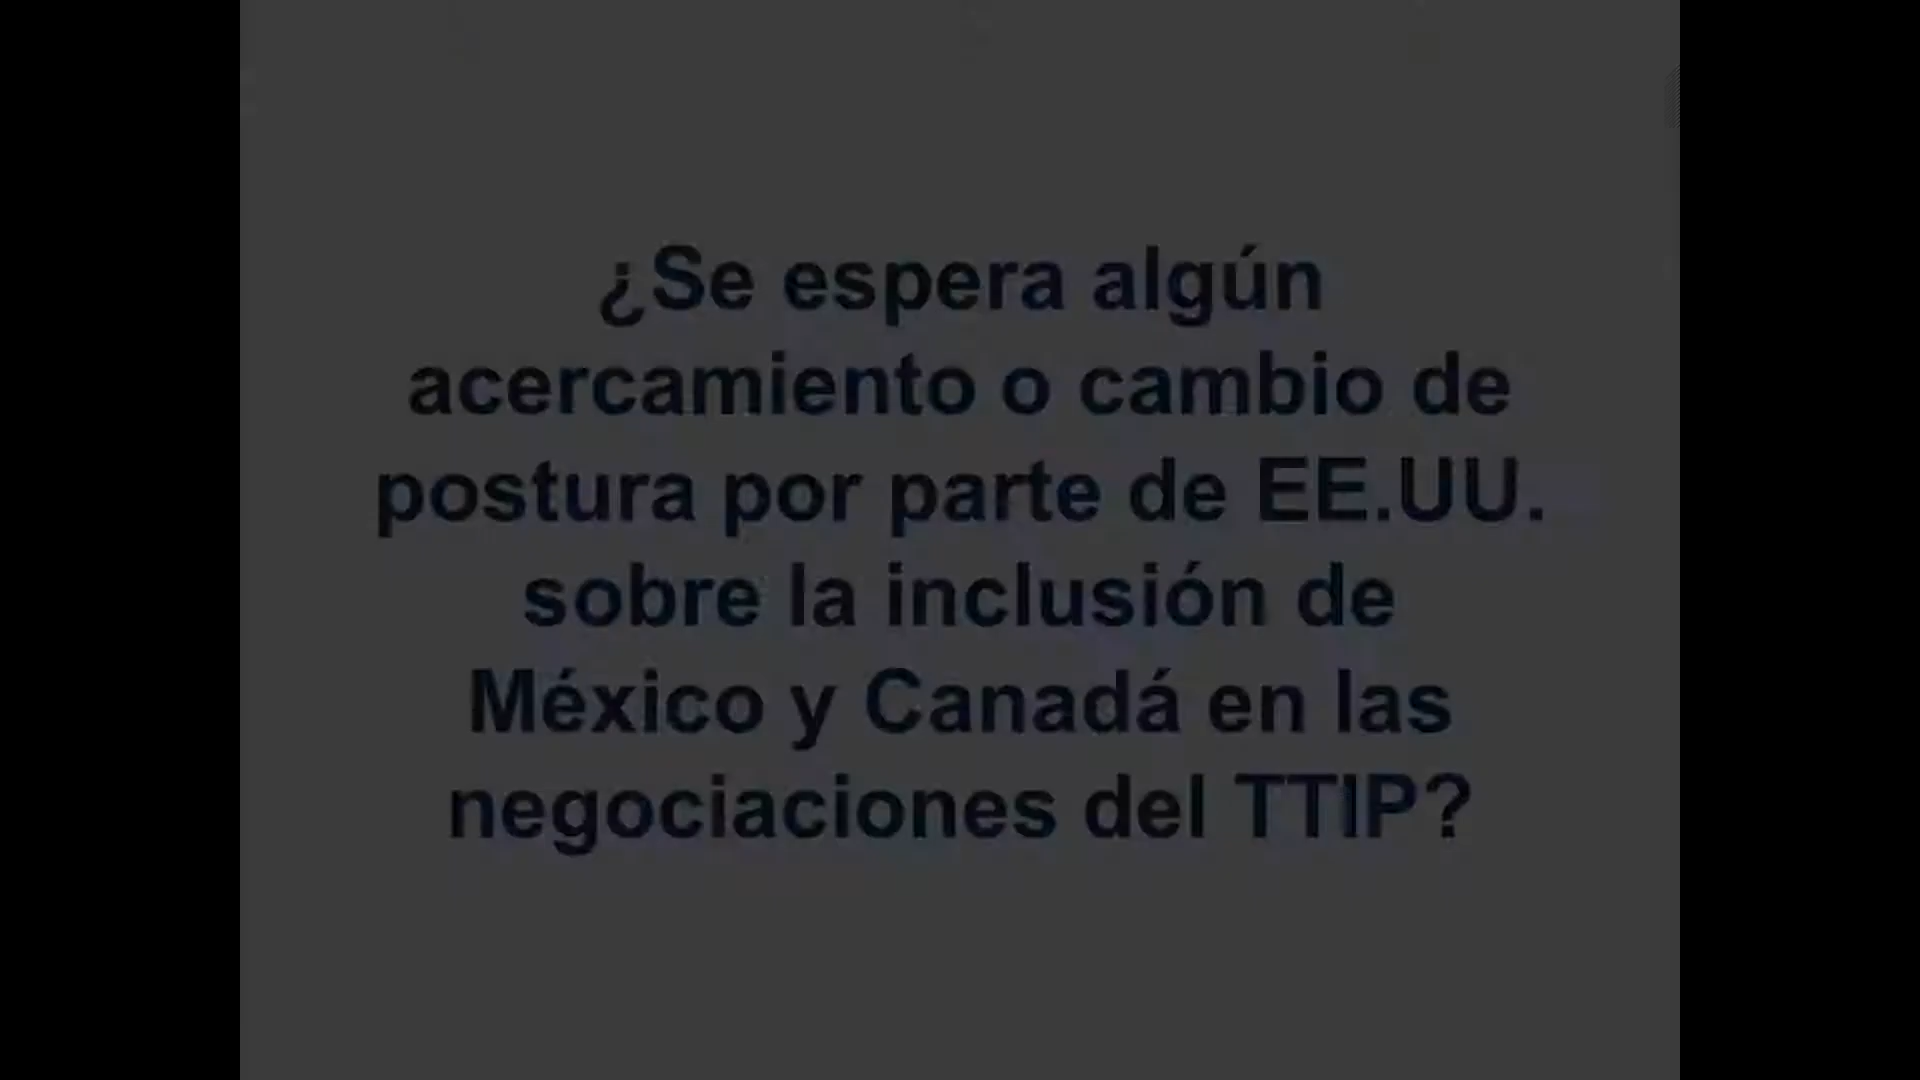 ¿Se espera algún
acercamiento o cambio de
postura por parte de EE.UU.
sobre la inclusión de
México y Canadá en las
negociaciones del TTIP?